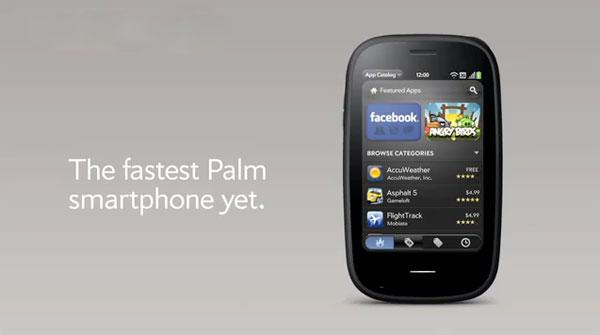 The fastest Palm
smartphone yet.
App Catalog
12:00
Featured Apps
facebook
ANGRY BIRDS
BROWSE CATEGORIES
AccuWeather
FREE
AccuWeather, Inc.
Asphalt 5
$4.99
Gameloft
FlightTrack
$4.99
Mobiata